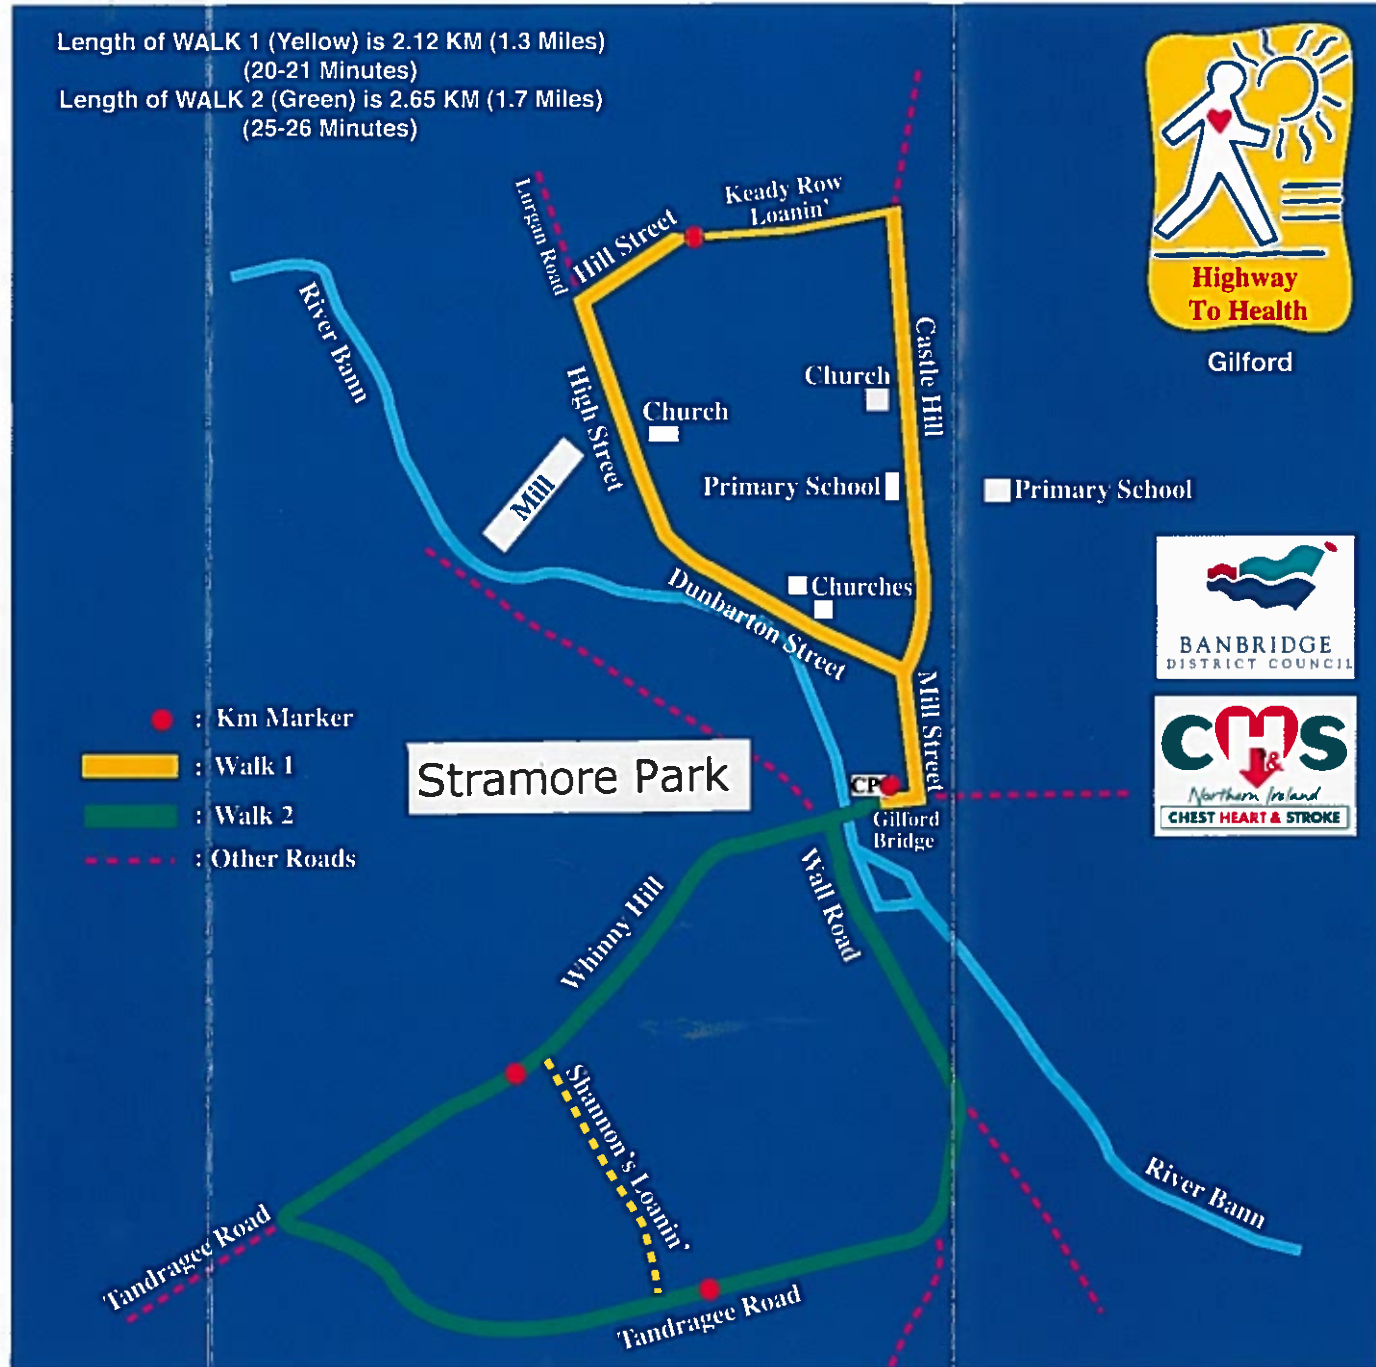 Length of WALK 1 (Yellow) is 2.12 KM (1.3 Miles)
(20-21 Minutes)
Length of WALK 2 (Green) is 2.65 KM (1.7 Miles)
(25-26 Minutes)
Highway
To Health
Gilford
Lurgan Road
Hill Street
Keady Row
Loanin'
River Bann
High Street
Castle Hill
Church
Church
Mill
Primary School
Primary School
Churches
Dunbarton Street
BANBRIDGE
DISTRICT COUNCIL
Mill Street
: Km Marker
: Walk 1
: Walk 2
: Other Roads
Stramore Park
CP
Gilford
Bridge
CH&S
Northern Ireland
CHEST HEART & STROKE
Wall Road
Whinny Hill
Shannon's Loanin'
River Bann
Tandragee Road
Tandragee Road